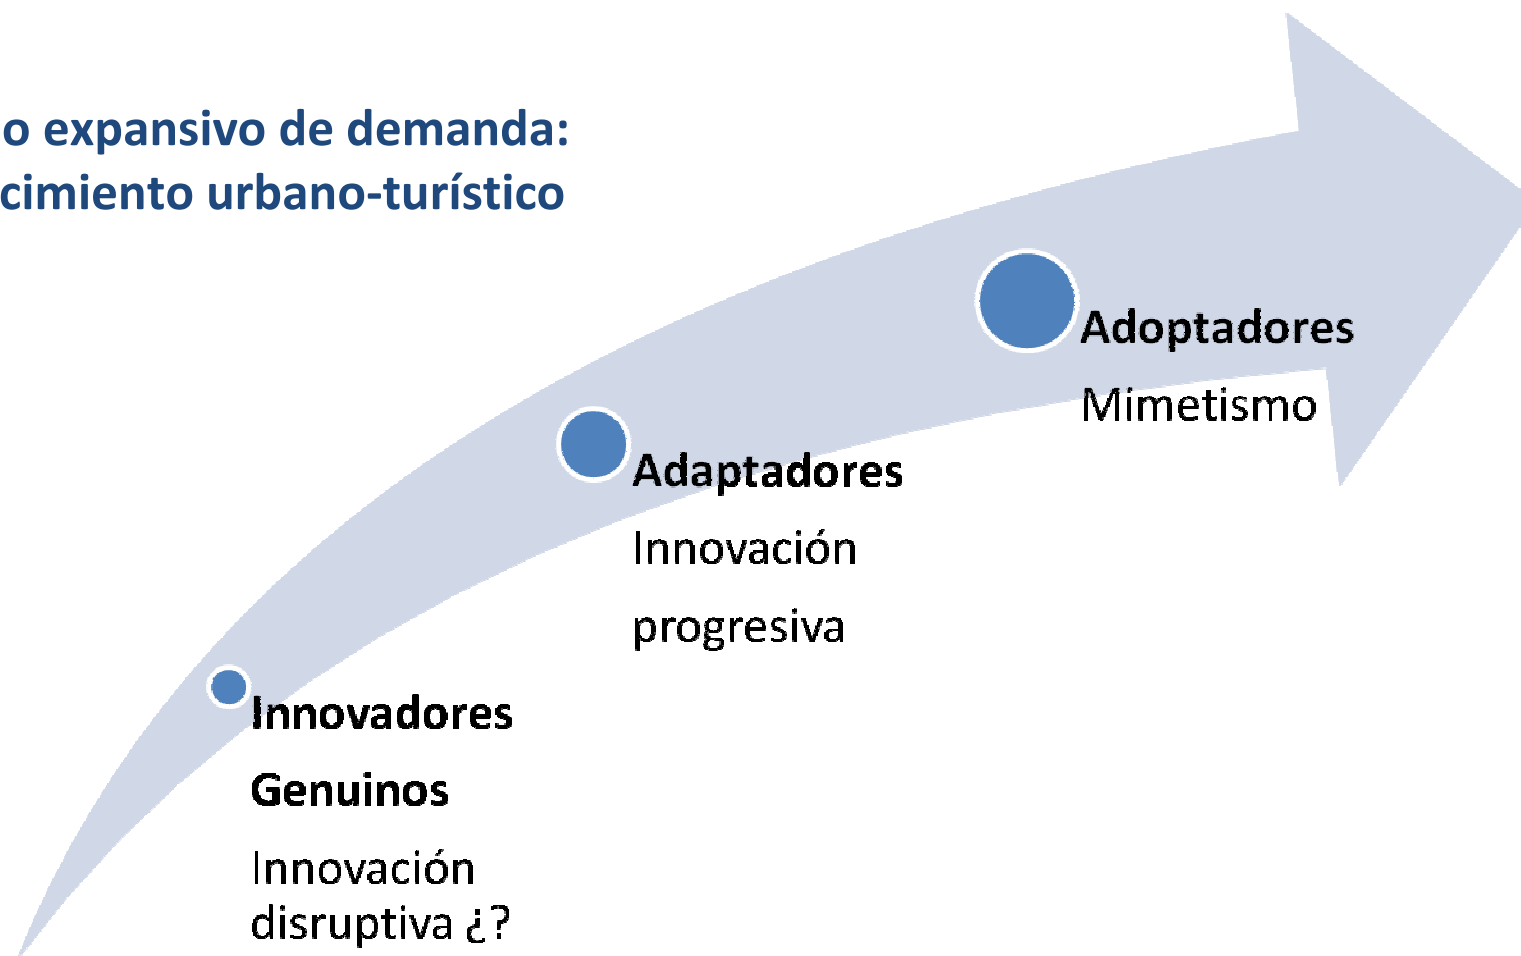 o expansivo de demanda:
cimiento urbano-turístico
Adoptadores
Mimetismo
Adaptadores
Innovación
progresiva
Innovadores
Genuinos
Innovación
disruptiva ¿?